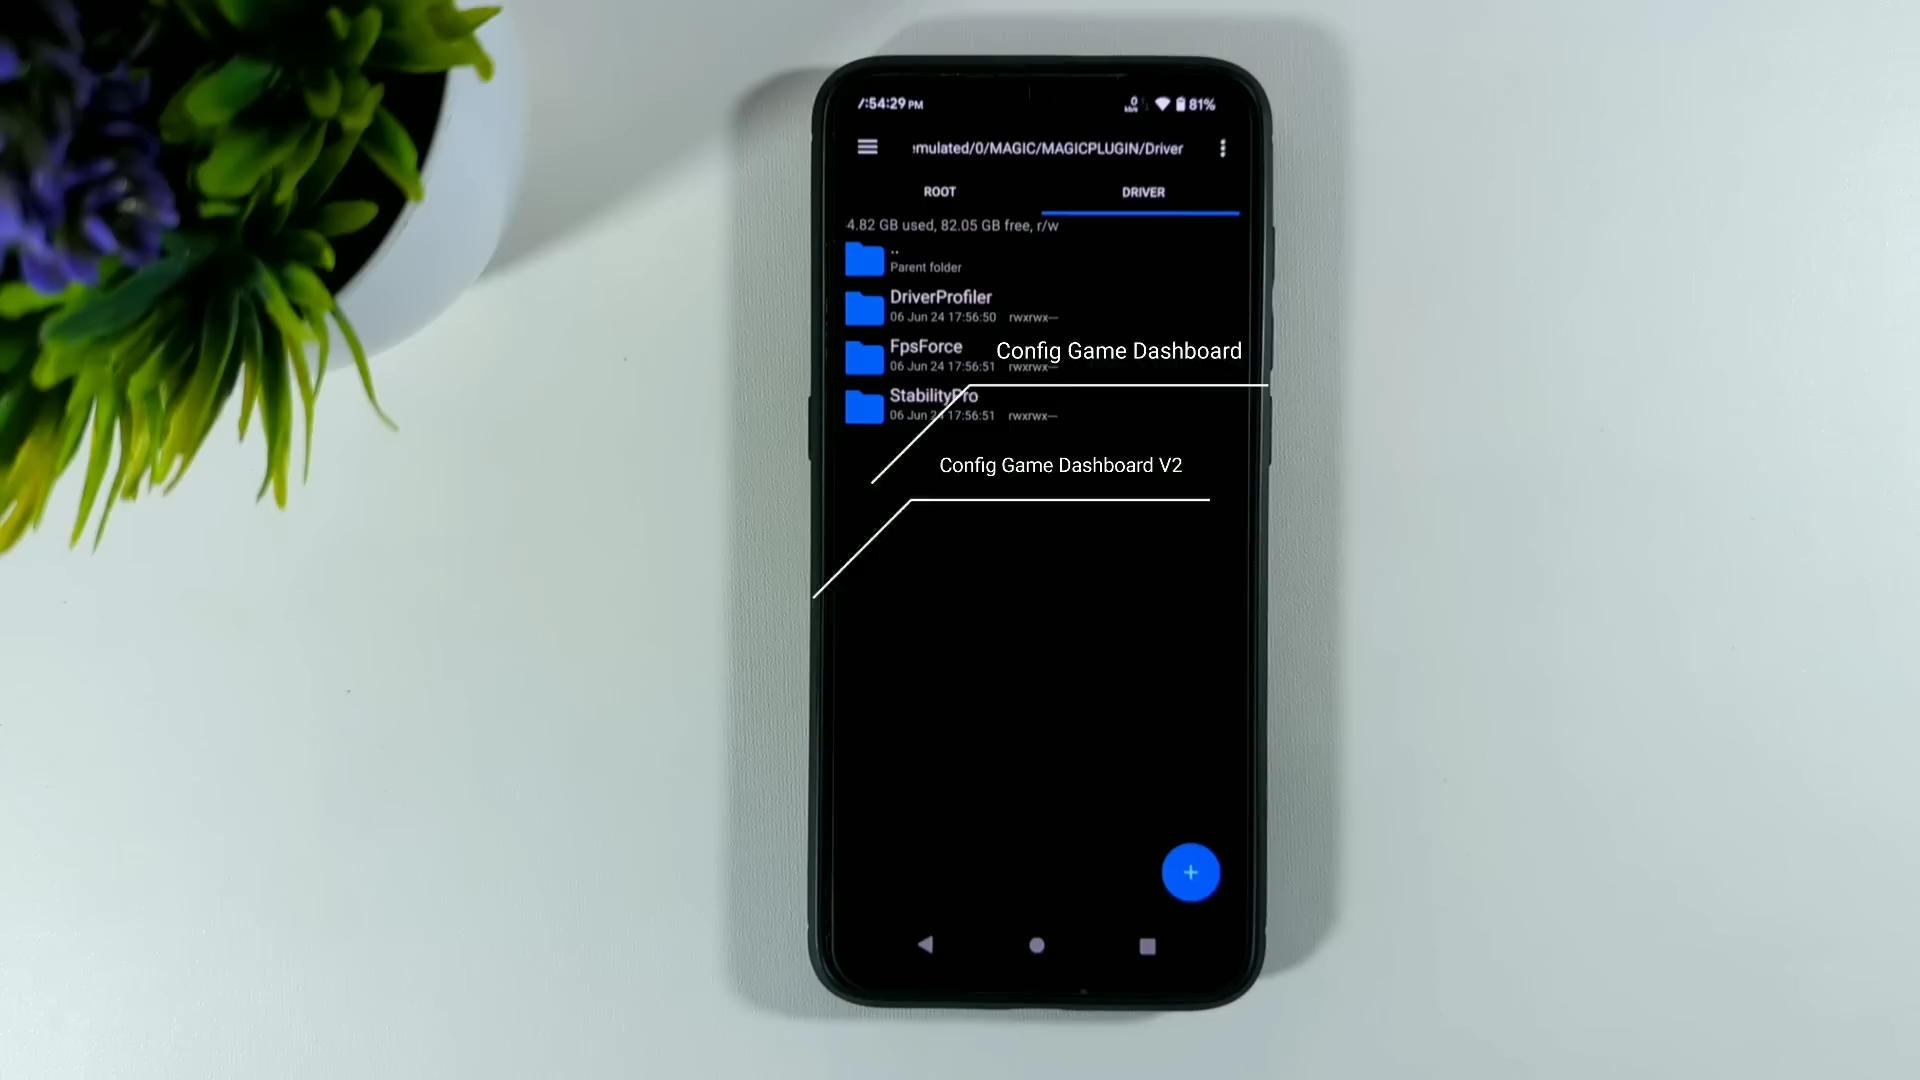 7:54:29 PM
0 81%
mulated/0/MAGIC/MAGICPLUGIN/Driver
ROOT DRIVER
4.82 GB used, 82.05 GB free, r/w
..
Parent folder
DriverProfiler
06 Jun 24 17:56:50 rwxrwx—
FpsForce Config Game Dashboard
06 Jun 24 17:56:51 rwxrwx—
StabilityPro
06 Jun 24 17:56:51 rwxrwx—
Config Game Dashboard V2
+